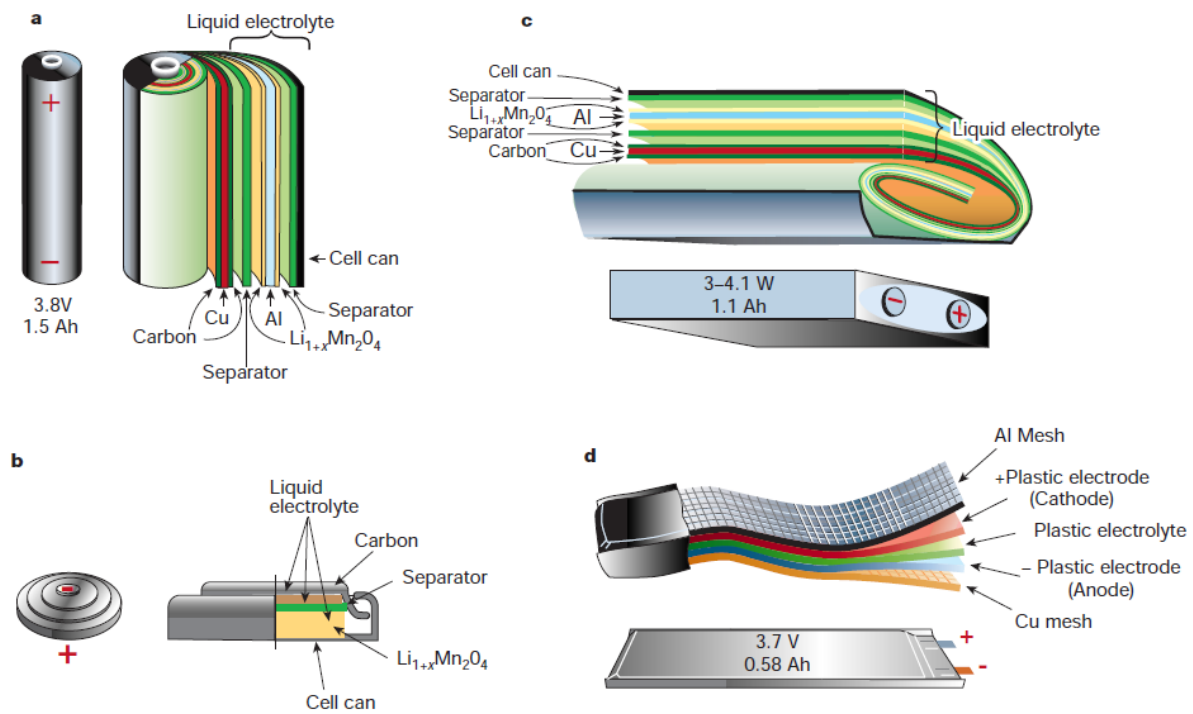 a
Liquid electrolyte
+
−
3.8V
1.5 Ah
Cell can
Separator
Cu
Al
Carbon
Li1+xMn2O4
Separator
c
Cell can
Separator
Li1+xMn2O4
Al
Separator
Carbon
Cu
Liquid electrolyte
3–4.1 W
1.1 Ah
−
+
b
Liquid
electrolyte
Carbon
Separator
Li1+xMn2O4
Cell can
−
+
d
Al Mesh
+Plastic electrode
(Cathode)
Plastic electrolyte
− Plastic electrode
(Anode)
Cu mesh
3.7 V
0.58 Ah
+
-